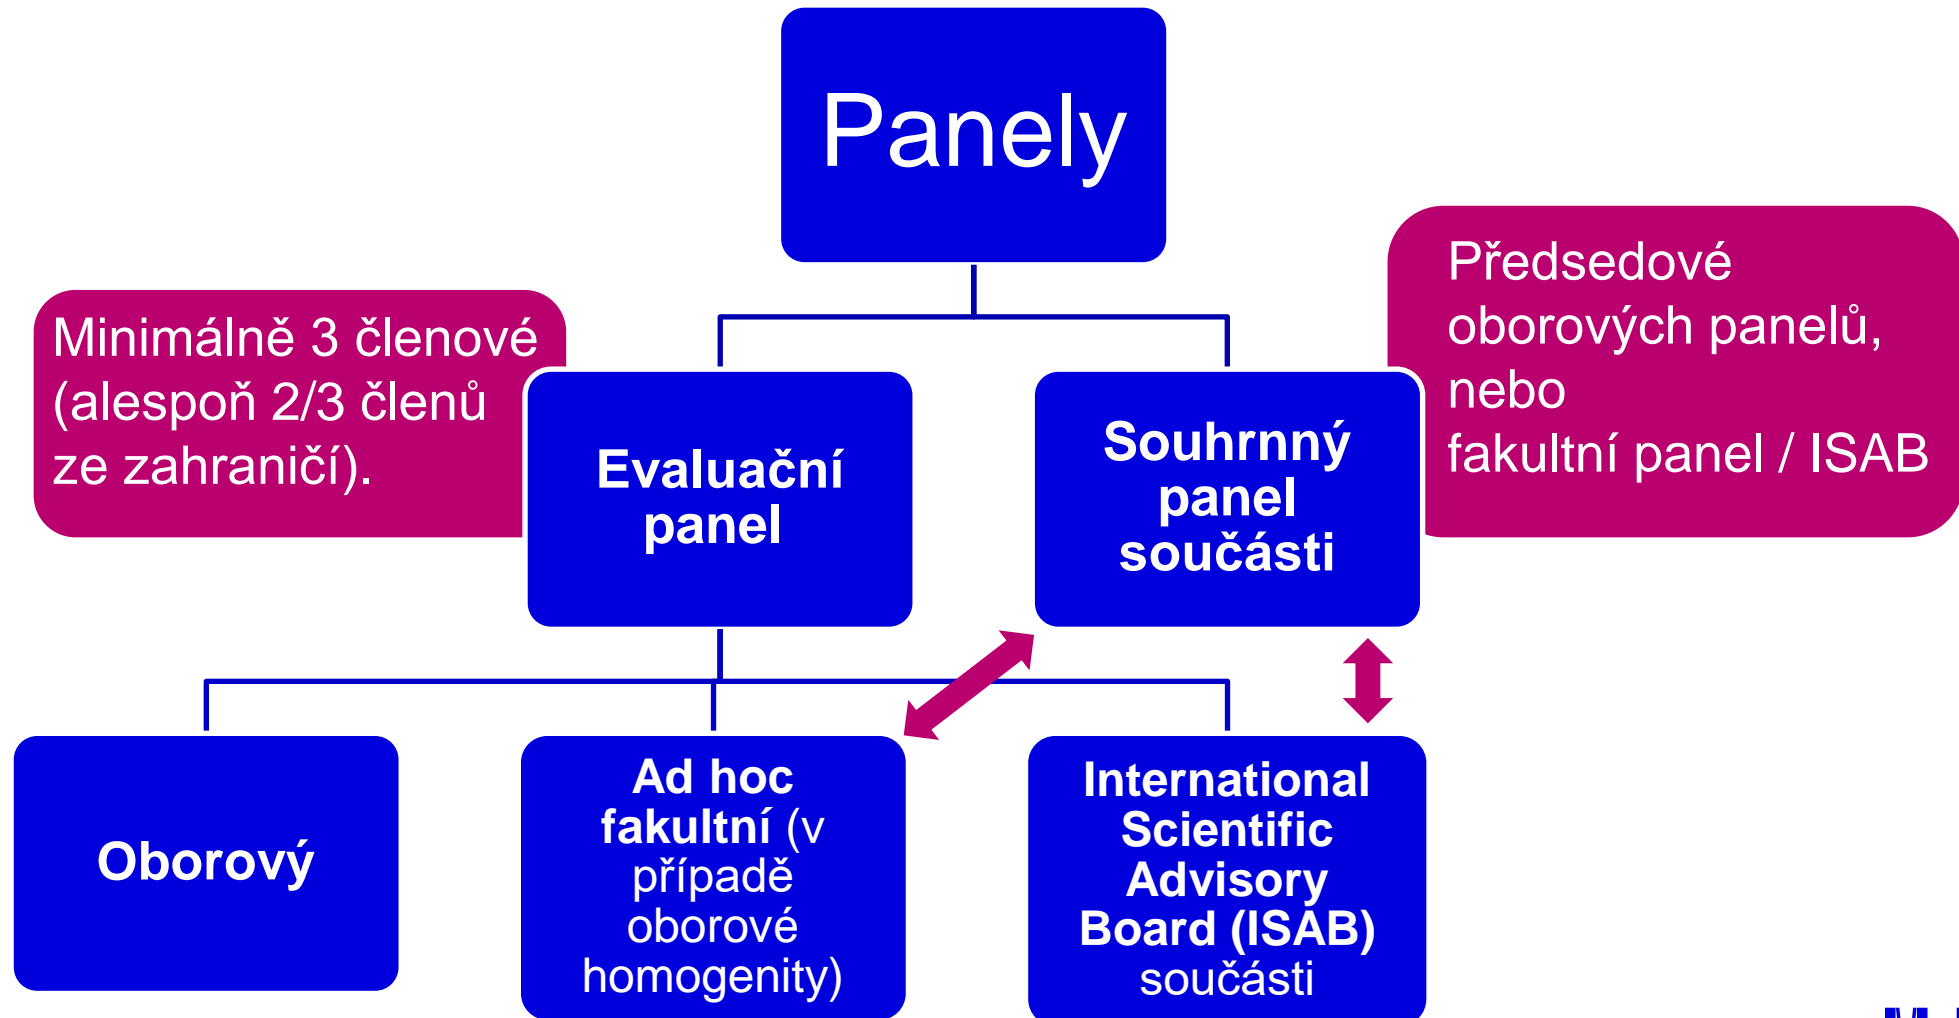 Panely
Minimálně 3 členové
(alespoň 2/3 členů
ze zahraničí).
Evaluační
panel
Souhrnný
panel
součásti
Předsedové
oborových panelů,
nebo
fakultní panel / ISAB
Oborový
Ad hoc
fakultní (v
případě
oborové
homogenity)
International
Scientific
Advisory
Board (ISAB)
součásti